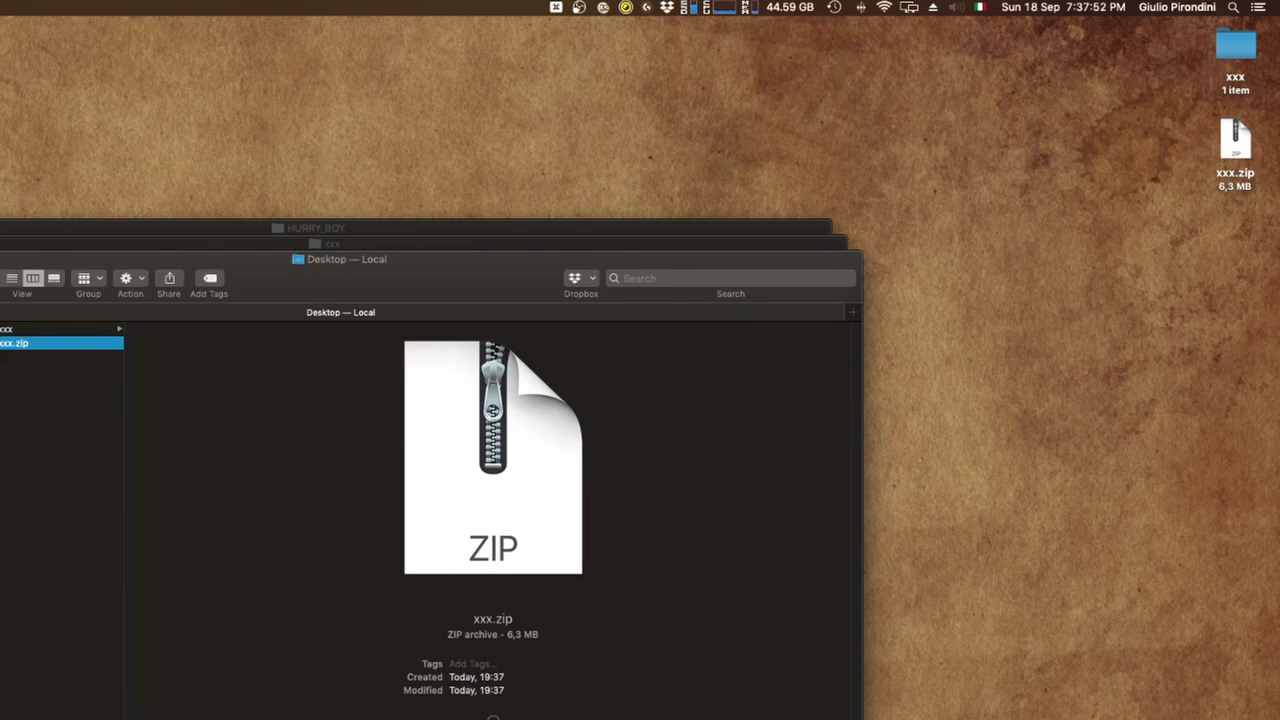 44.59 GB Sun 18 Sep 7:37:52 PM Giulio Pirondini
xxx
1 item
ZIP
xxx.zip
6,3 MB
HURRY_BOY
xxx
Desktop — Local
Search
View Group Action Share Add Tags Dropbox Search
Desktop — Local
xxx
xxx.zip
ZIP
xxx.zip
ZIP archive - 6,3 MB
Tags Add Tags...
Created Today, 19:37
Modified Today, 19:37